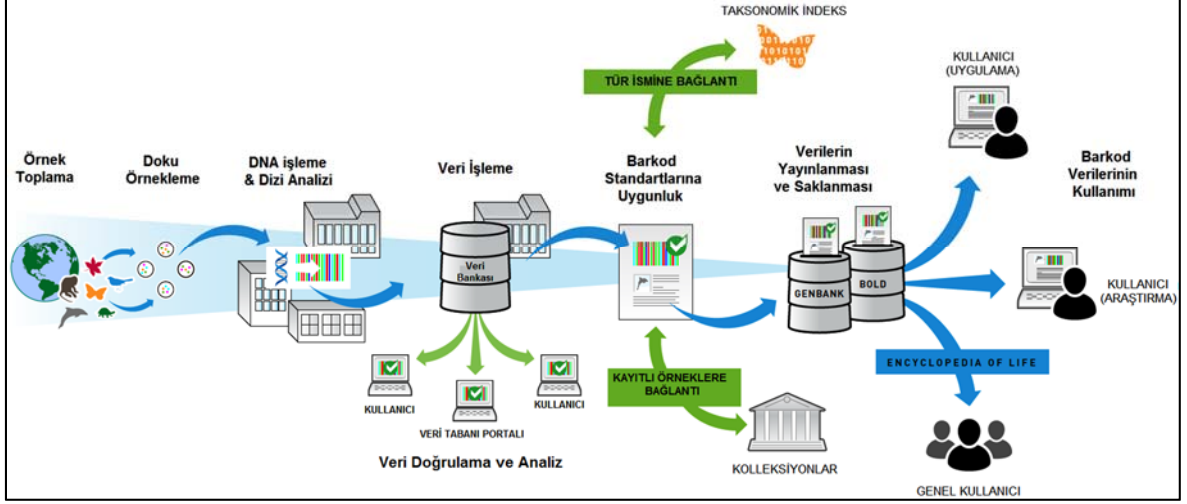 TAKSONOMİK İNDEKS
TÜR İSMİNE BAĞLANTI
KULLANICI
(UYGULAMA)
Örnek
Toplama
Doku
Örnekleme
DNA işleme
& Dizi Analizi
Veri İşleme
Barkod
Standartlarına
Uygunluk
Verilerin
Yayınlanması
ve Saklanması
Barkod
Verilerinin
Kullanımı
Veri
Bankası
GENBANK
BOLD
KULLANICI
(ARAŞTIRMA)
ENCYCLOPEDIA OF LIFE
KAYITLI ÖRNEKLERE
BAĞLANTI
KULLANICI
VERİ TABANI PORTALI
KULLANICI
Veri Doğrulama ve Analiz
KOLLEKSİYONLAR
GENEL KULLANICI